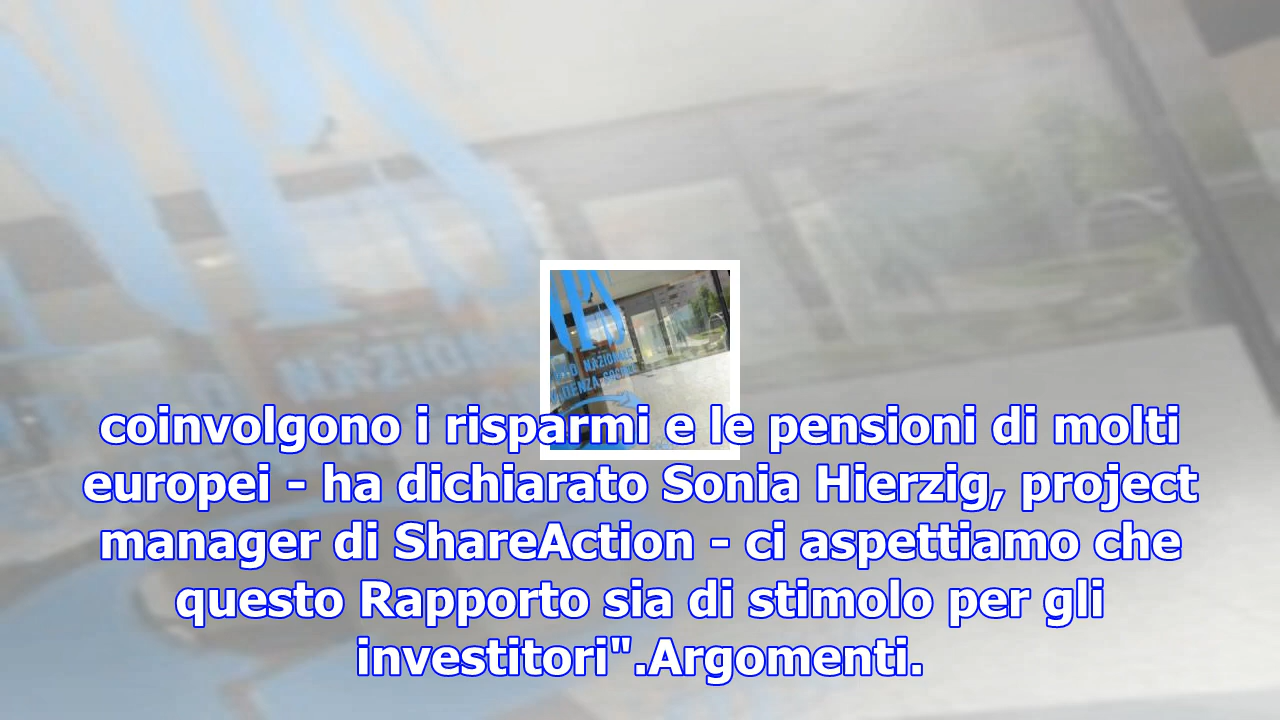 NAZIONALE
coinvolgono i risparmi e le pensioni di molti
europei - ha dichiarato Sonia Hierzig, project
manager di ShareAction - ci aspettiamo che
questo Rapporto sia di stimolo per gli
investitori".Argomenti.